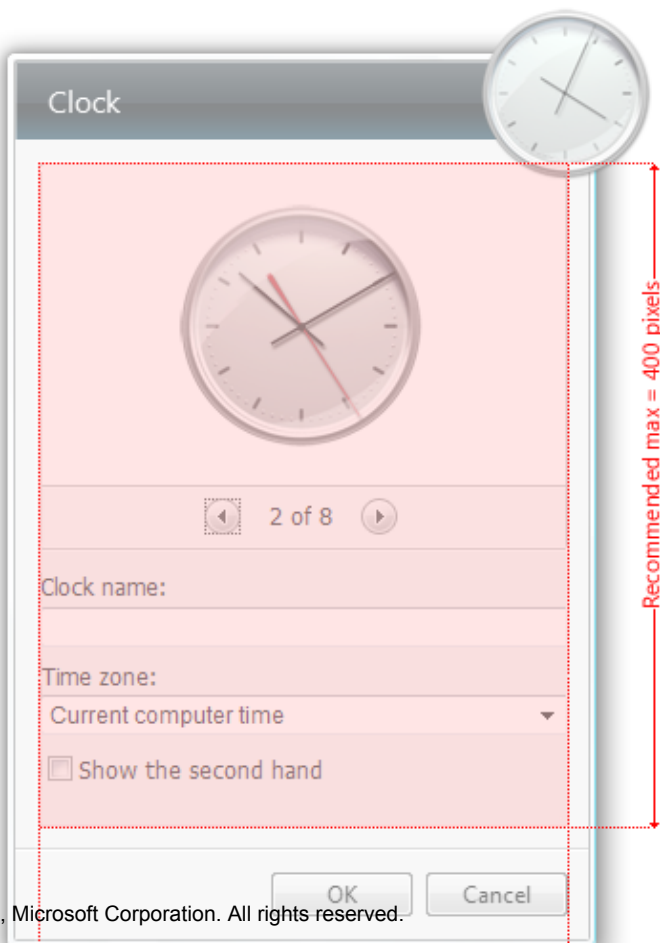 Clock
2 of 8
Clock name:
Time zone:
Current computer time
Show the second hand
OK
Cancel
, Microsoft Corporation. All rights reserved.
Recommended max = 400 pixels